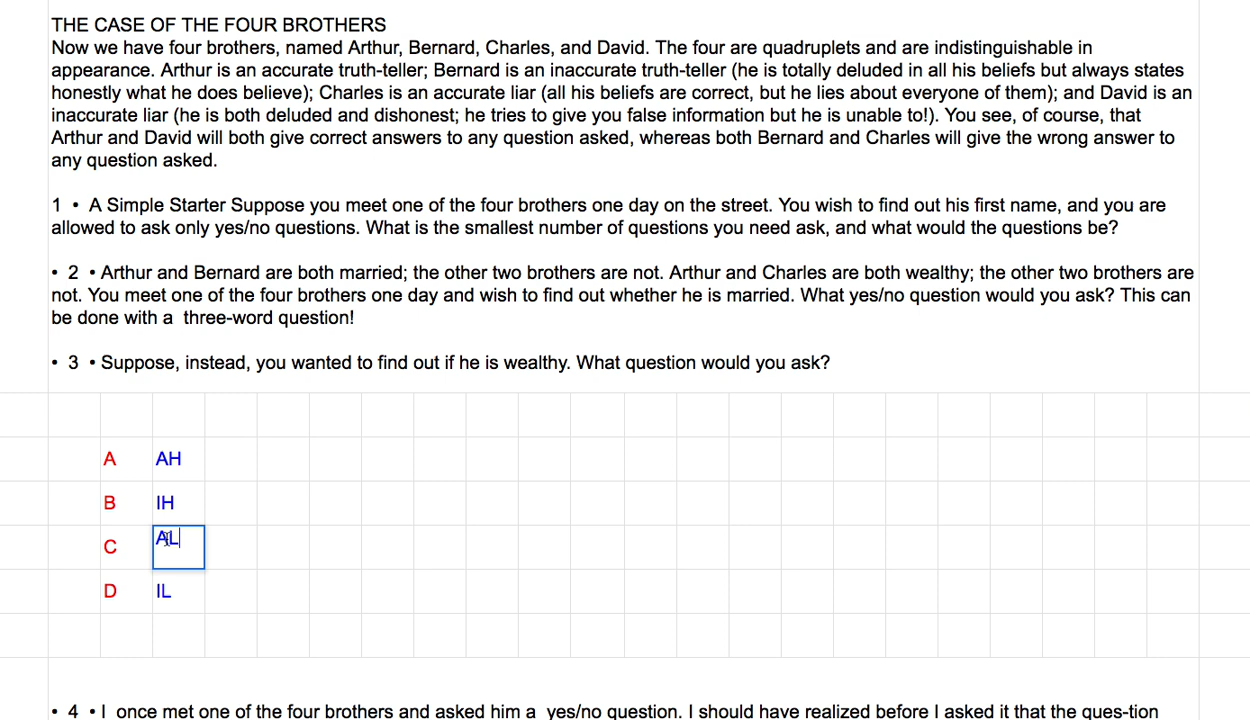 THE CASE OF THE FOUR BROTHERS
Now we have four brothers, named Arthur, Bernard, Charles, and David. The four are quadruplets and are indistinguishable in
appearance. Arthur is an accurate truth-teller; Bernard is an inaccurate truth-teller (he is totally deluded in all his beliefs but always states
honestly what he does believe); Charles is an accurate liar (all his beliefs are correct, but he lies about everyone of them); and David is an
inaccurate liar (he is both deluded and dishonest; he tries to give you false information but he is unable to!). You see, of course, that
Arthur and David will both give correct answers to any question asked, whereas both Bernard and Charles will give the wrong answer to
any question asked.
1 • A Simple Starter Suppose you meet one of the four brothers one day on the street. You wish to find out his first name, and you are
allowed to ask only yes/no questions. What is the smallest number of questions you need ask, and what would the questions be?
• 2 • Arthur and Bernard are both married; the other two brothers are not. Arthur and Charles are both wealthy; the other two brothers are
not. You meet one of the four brothers one day and wish to find out whether he is married. What yes/no question would you ask? This can
be done with a three-word question!
• 3 • Suppose, instead, you wanted to find out if he is wealthy. What question would you ask?
A AH
B IH
C AL
D IL
• 4 • I once met one of the four brothers and asked him a yes/no question. I should have realized before I asked it that the ques-tion